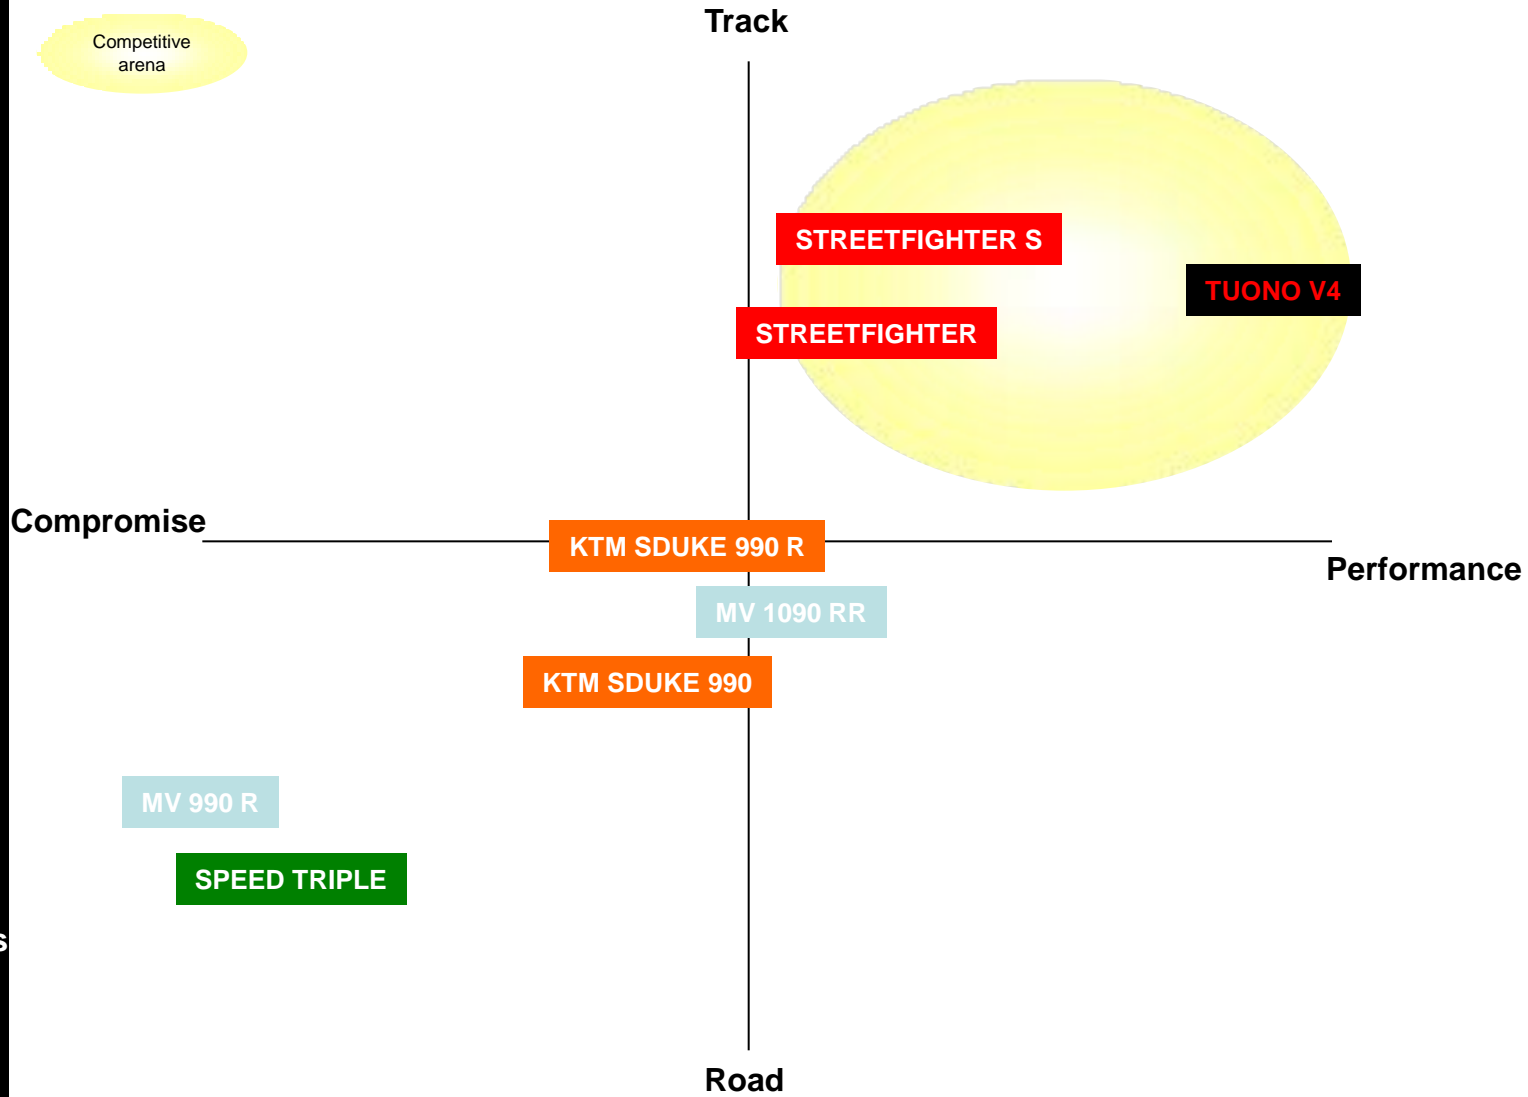 Track
Competitive
arena
STREETFIGHTER S
TUONO V4
STREETFIGHTER
Compromise
KTM SDUKE 990 R
Performance
MV 1090 RR
KTM SDUKE 990
MV 990 R
SPEED TRIPLE
s
Road